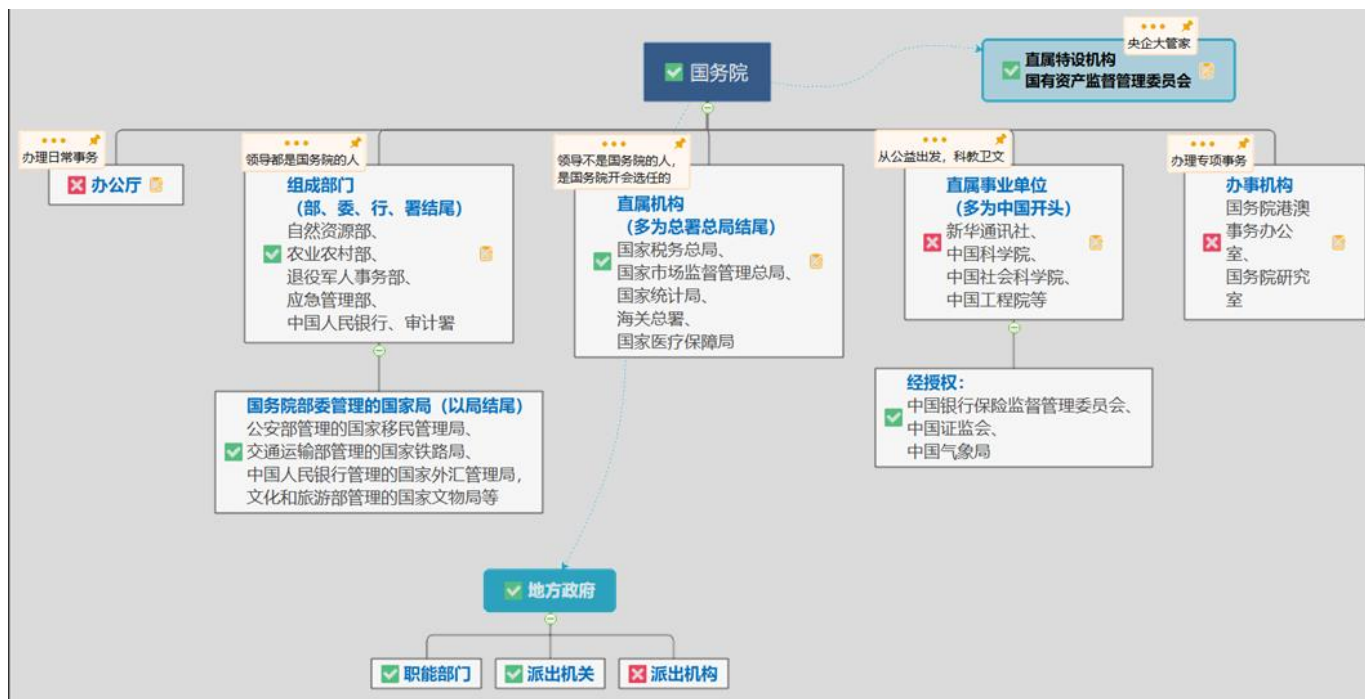 国务院
央企大管家
直属特设机构
国有资产监督管理委员会
办理日常事务
办公厅
领导都是国务院的人
组成部门
（部、委、行、署结尾）
自然资源部、
农业农村部、
退役军人事务部、
应急管理部、
中国人民银行、审计署
国务院部委管理的国家局（以局结尾）
公安部管理的国家移民管理局、
交通运输部管理的国家铁路局、
中国人民银行管理的国家外汇管理局，
文化和旅游部管理的国家文物局等
领导不是国务院的人，
是国务院开会选任的
直属机构
（多为总署总局结尾）
国家税务总局、
国家市场监督管理总局、
国家统计局、
海关总署、
国家医疗保障局
从公益出发，科教卫文
直属事业单位
（多为中国开头）
新华通讯社、
中国科学院、
中国社会科学院、
中国工程院等
经授权：
中国银行保险监督管理委员会、
中国证监会、
中国气象局
办理专项事务
办事机构
国务院港澳
事务办公
室、
国务院研究
室
地方政府
职能部门
派出机关
派出机构